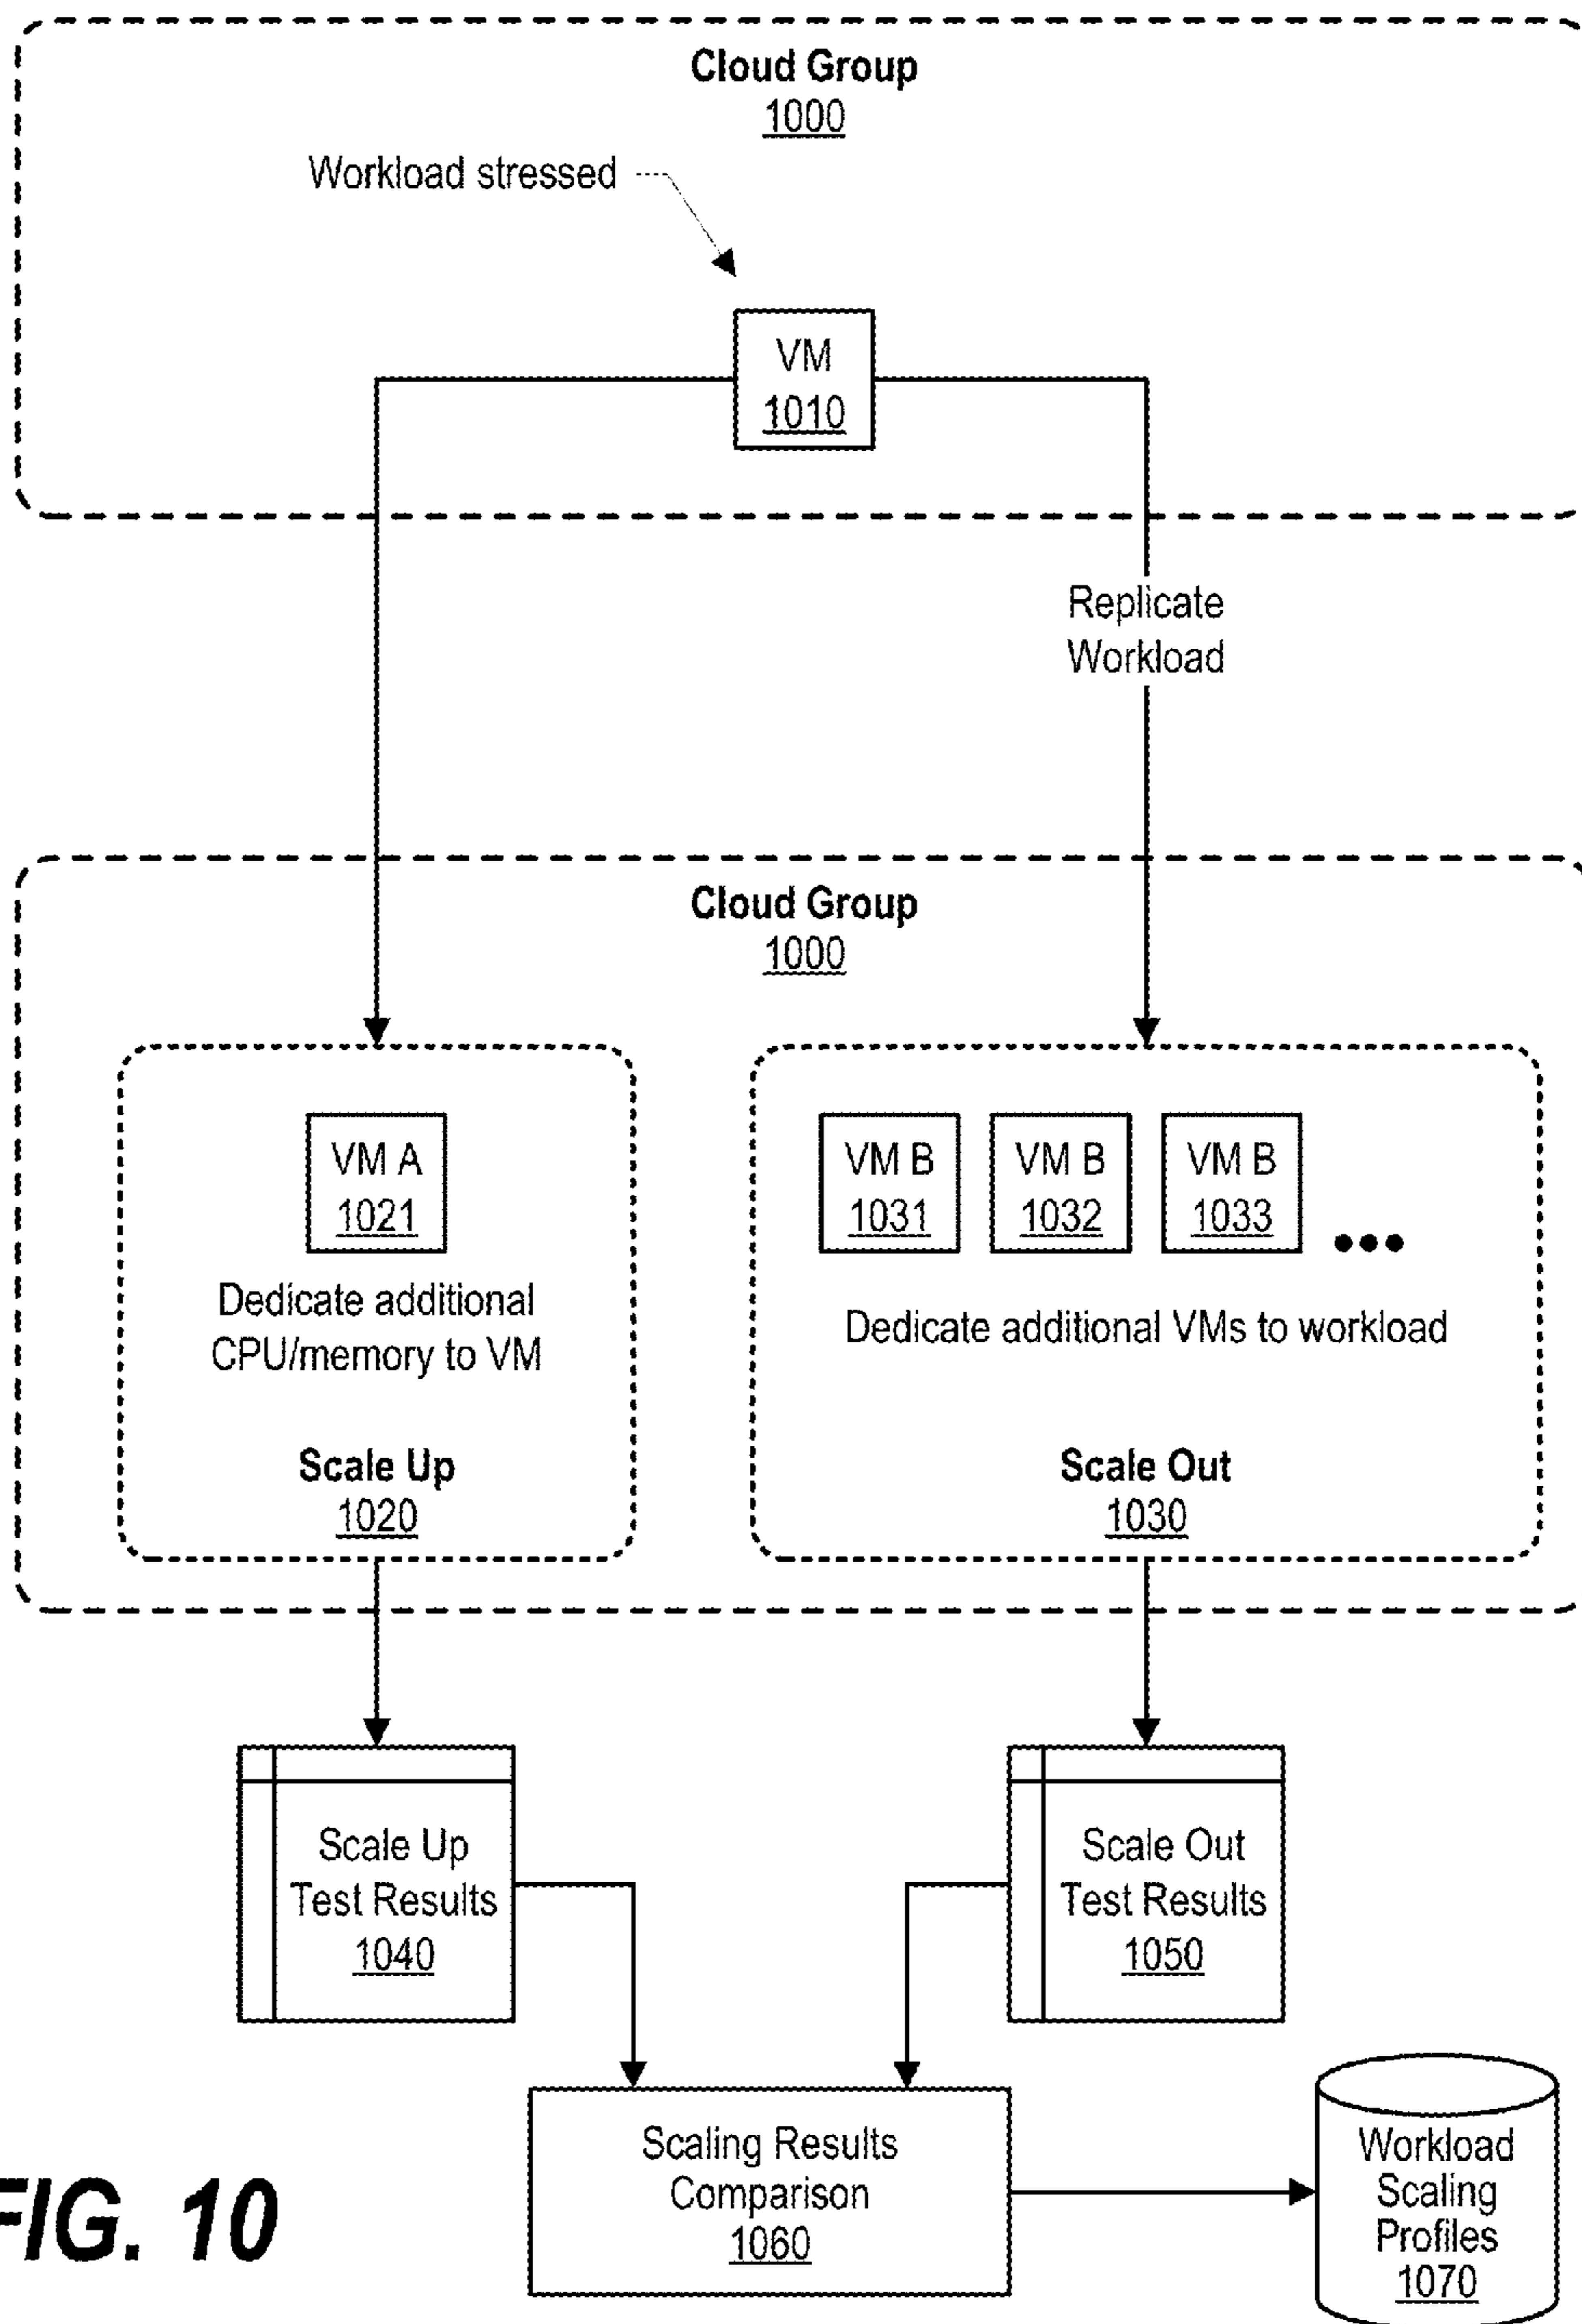 Cloud Group
1000
Workload stressed
VM
1010
Replicate
Workload
Cloud Group
1000
VM A
1021
Dedicate additional
CPU/memory to VM
Scale Up
1020
VM B
1031
VM B
1032
VM B
1033
•••
Dedicate additional VMs to workload
Scale Out
1030
Scale Up
Test Results
1040
Scale Out
Test Results
1050
Scaling Results
Comparison
1060
Workload
Scaling
Profiles
1070
FIG. 10